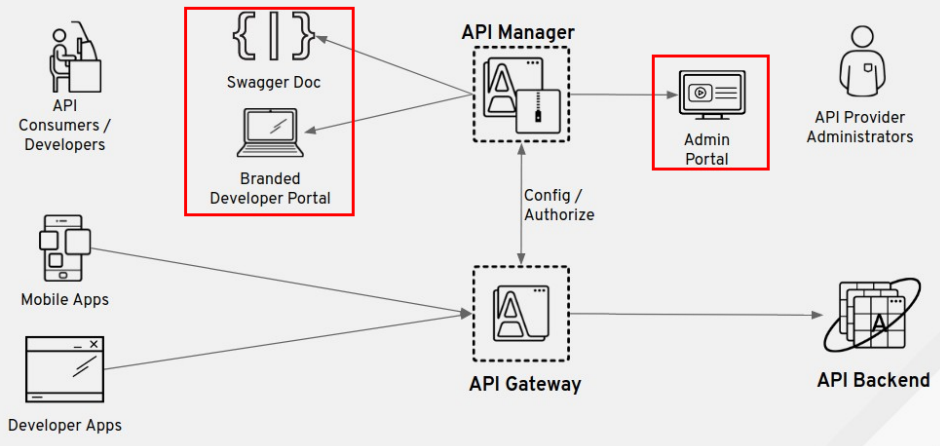 API Manager
Swagger Doc
API
Consumers /
Developers
Admin
Portal
API Provider
Administrators
Branded
Developer Portal
Config /
Authorize
Mobile Apps
API Gateway
API Backend
Developer Apps
A